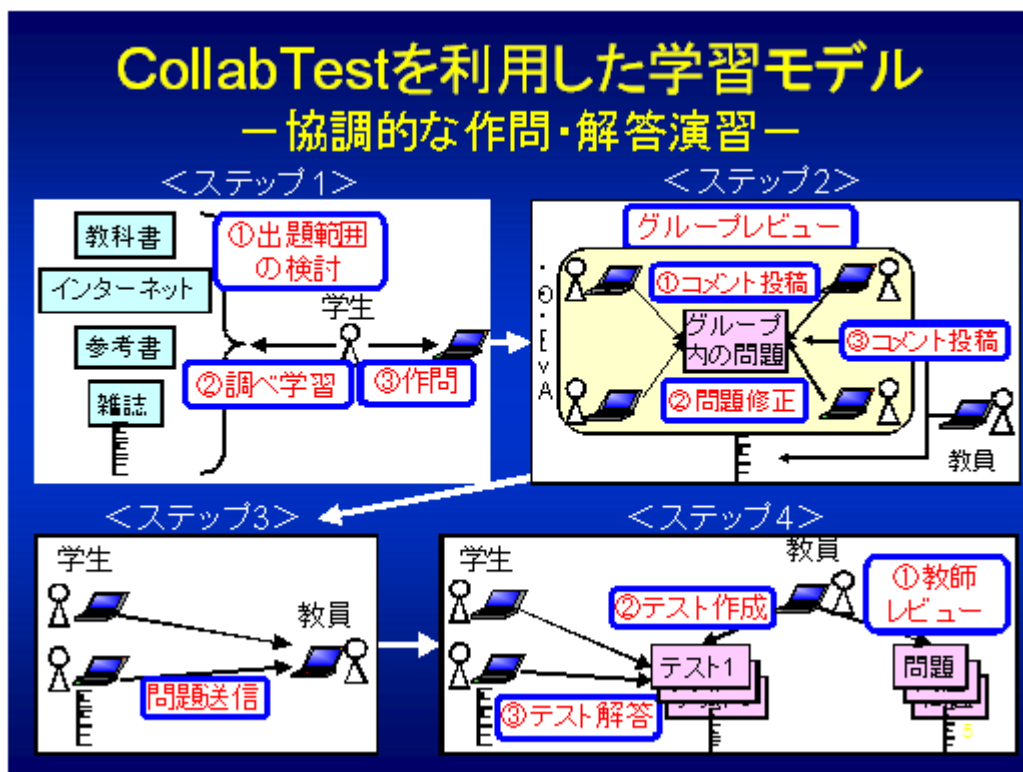 CollabTestを利用した学習モデル
－協調的な作問・解答演習－
＜ステップ1＞
教科書
インターネット
参考書
雑誌
①出題範囲
の検討
学生
②調べ学習
③作問
＜ステップ2＞
グループレビュー
①コメント投稿
グループ
内の問題
③コメント投稿
②問題修正
教員
＜ステップ3＞
学生
教員
問題送信
＜ステップ4＞
学生
教員
①教師
レビュー
②テスト作成
テスト1
問題
③テスト解答
5